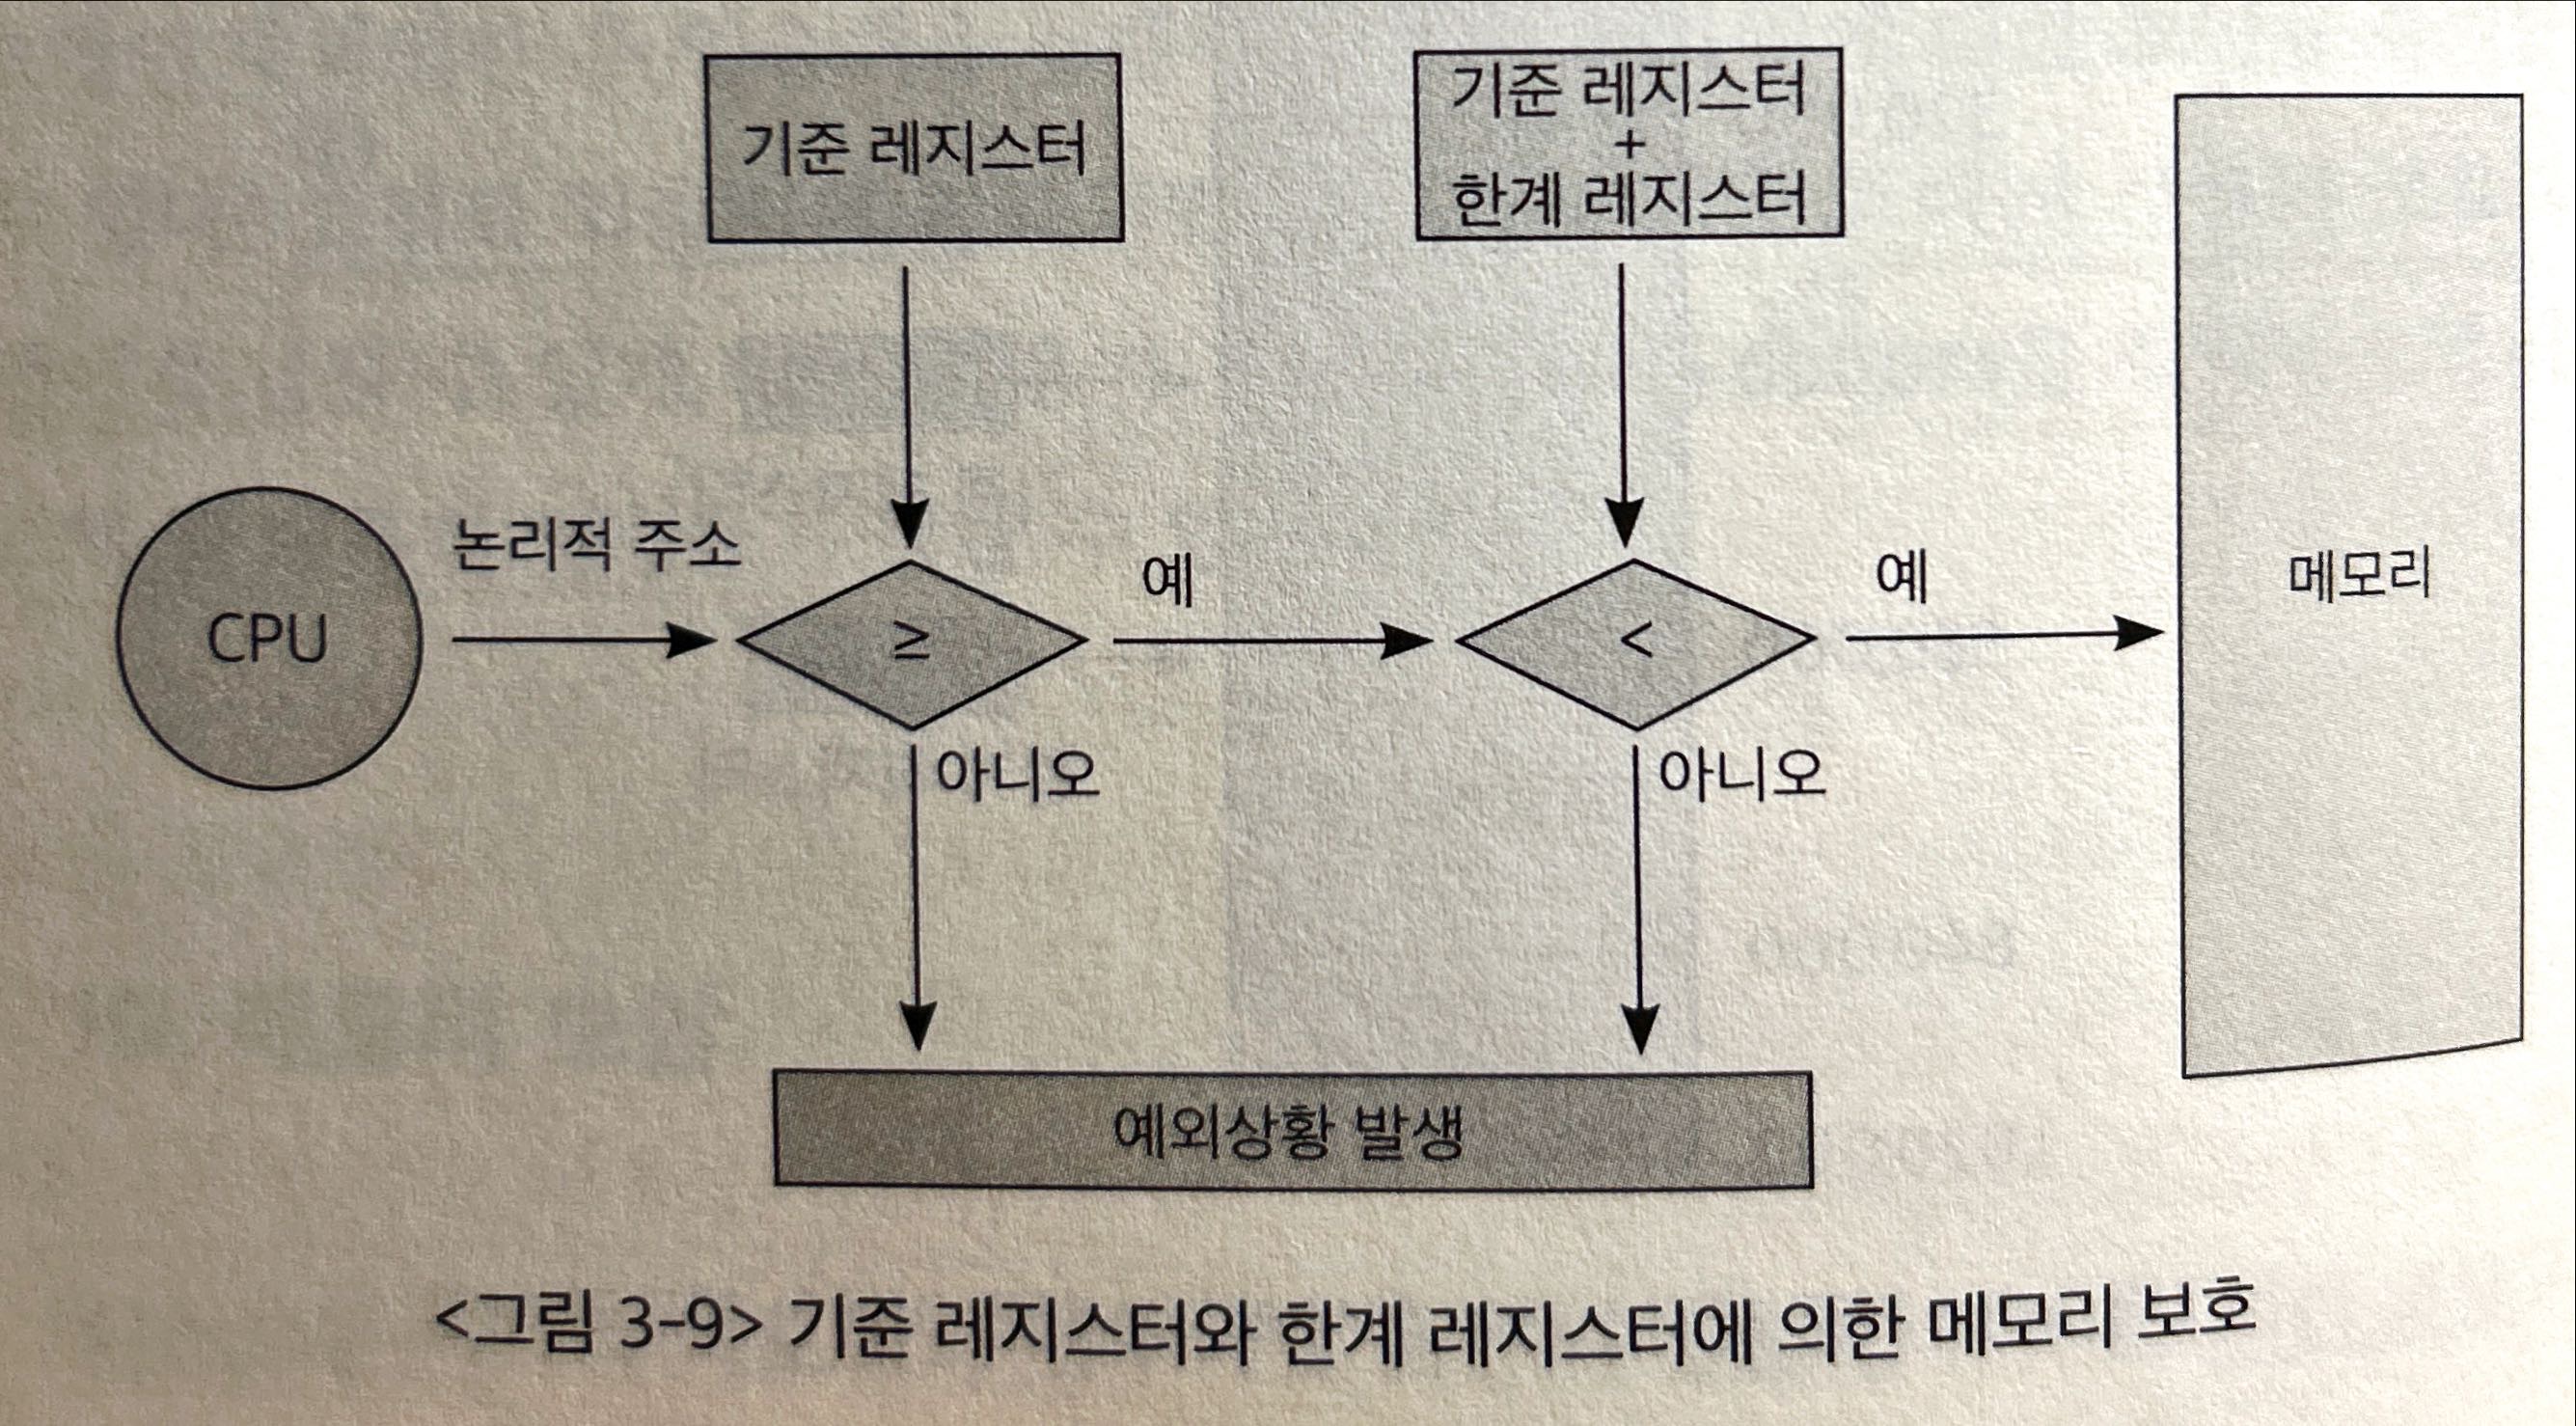 기준 레지스터
기준 레지스터
+
한계 레지스터
CPU
논리적 주소
≥
예
<
예
메모리
아니오
아니오
예외상황 발생
<그림 3-9> 기준 레지스터와 한계 레지스터에 의한 메모리 보호